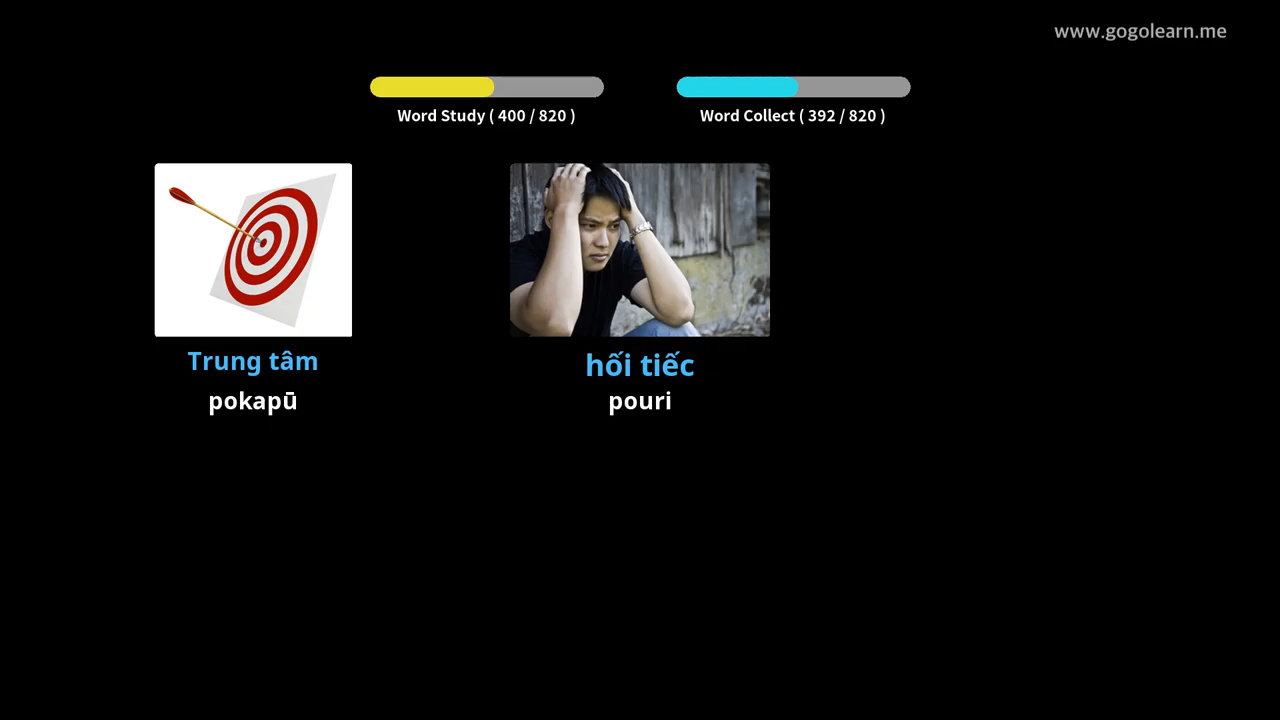 www.gogolearn.me
Word Study ( 400 / 820 )
Word Collect ( 392 / 820 )
Trung tâm
pokapū
hối tiếc
pouri